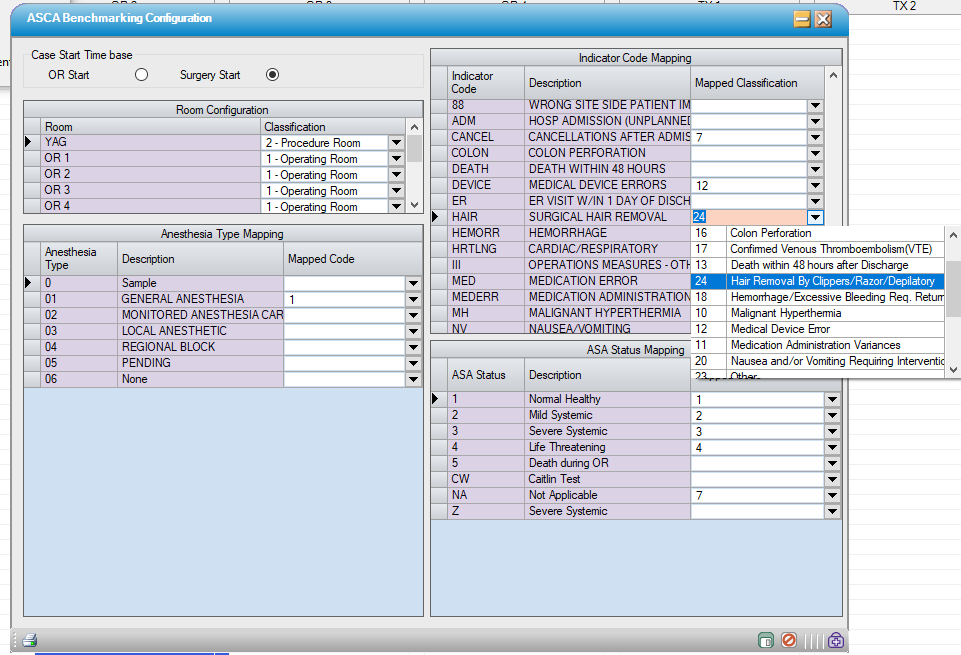 TX 2
ASCA Benchmarking Configuration
Case Start Time base
OR Start
Surgery Start
Room Configuration
Room Classification
YAG 2 - Procedure Room
OR 1 1 - Operating Room
OR 2 1 - Operating Room
OR 3 1 - Operating Room
OR 4 1 - Operating Room
Anesthesia Type Mapping
Anesthesia Type Description Mapped Code
0 Sample
01 GENERAL ANESTHESIA 1
02 MONITORED ANESTHESIA CAR
03 LOCAL ANESTHETIC
04 REGIONAL BLOCK
05 PENDING
06 None
Indicator Code Mapping
Indicator Code Description Mapped Classification
88 WRONG SITE SIDE PATIENT IM
ADM HOSP ADMISSION (UNPLANNED
CANCEL CANCELLATIONS AFTER ADMIS 7
COLON COLON PERFORATION
DEATH DEATH WITHIN 48 HOURS
DEVICE MEDICAL DEVICE ERRORS 12
ER ER VISIT W/IN 1 DAY OF DISCH
HAIR SURGICAL HAIR REMOVAL 24
HEMORR HEMORRHAGE
HRTLNG CARDIAC/RESPIRATORY
III OPERATIONS MEASURES - OTH
MED MEDICATION ERROR
MEDERR MEDICATION ADMINISTRATION
MH MALIGNANT HYPERTHERMIA
NV NAUSEA/VOMITING
16 Colon Perforation
17 Confirmed Venous Thromboembolism(VTE)
13 Death within 48 hours after Discharge
24 Hair Removal By Clippers/Razor/Depilatory
18 Hemorrhage/Excessive Bleeding Req. Return
10 Malignant Hyperthermia
12 Medical Device Error
11 Medication Administration Variances
20 Nausea and/or Vomiting Requiring Interventio
23 Other-
ASA Status Mapping
ASA Status Description
1 Normal Healthy 1
2 Mild Systemic 2
3 Severe Systemic 3
4 Life Threatening 4
5 Death during OR
CW Caitlin Test
NA Not Applicable 7
Z Severe Systemic